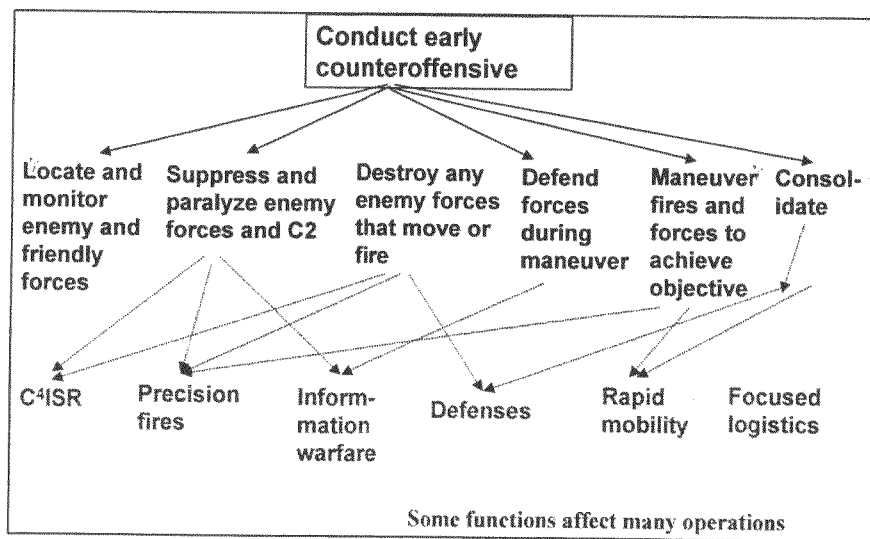 Conduct early
counteroffensive
Locate and
monitor
enemy and
friendly
forces
Suppress and
paralyze enemy
forces and C2
Destroy any
enemy forces
that move or
fire
Defend
forces
during
maneuver
Maneuver
fires and
forces to
achieve
objective
Consol-
idate
C⁴ISR
Precision
fires
Inform-
mation
warfare
Defenses
Rapid
mobility
Focused
logistics
Some functions affect many operations